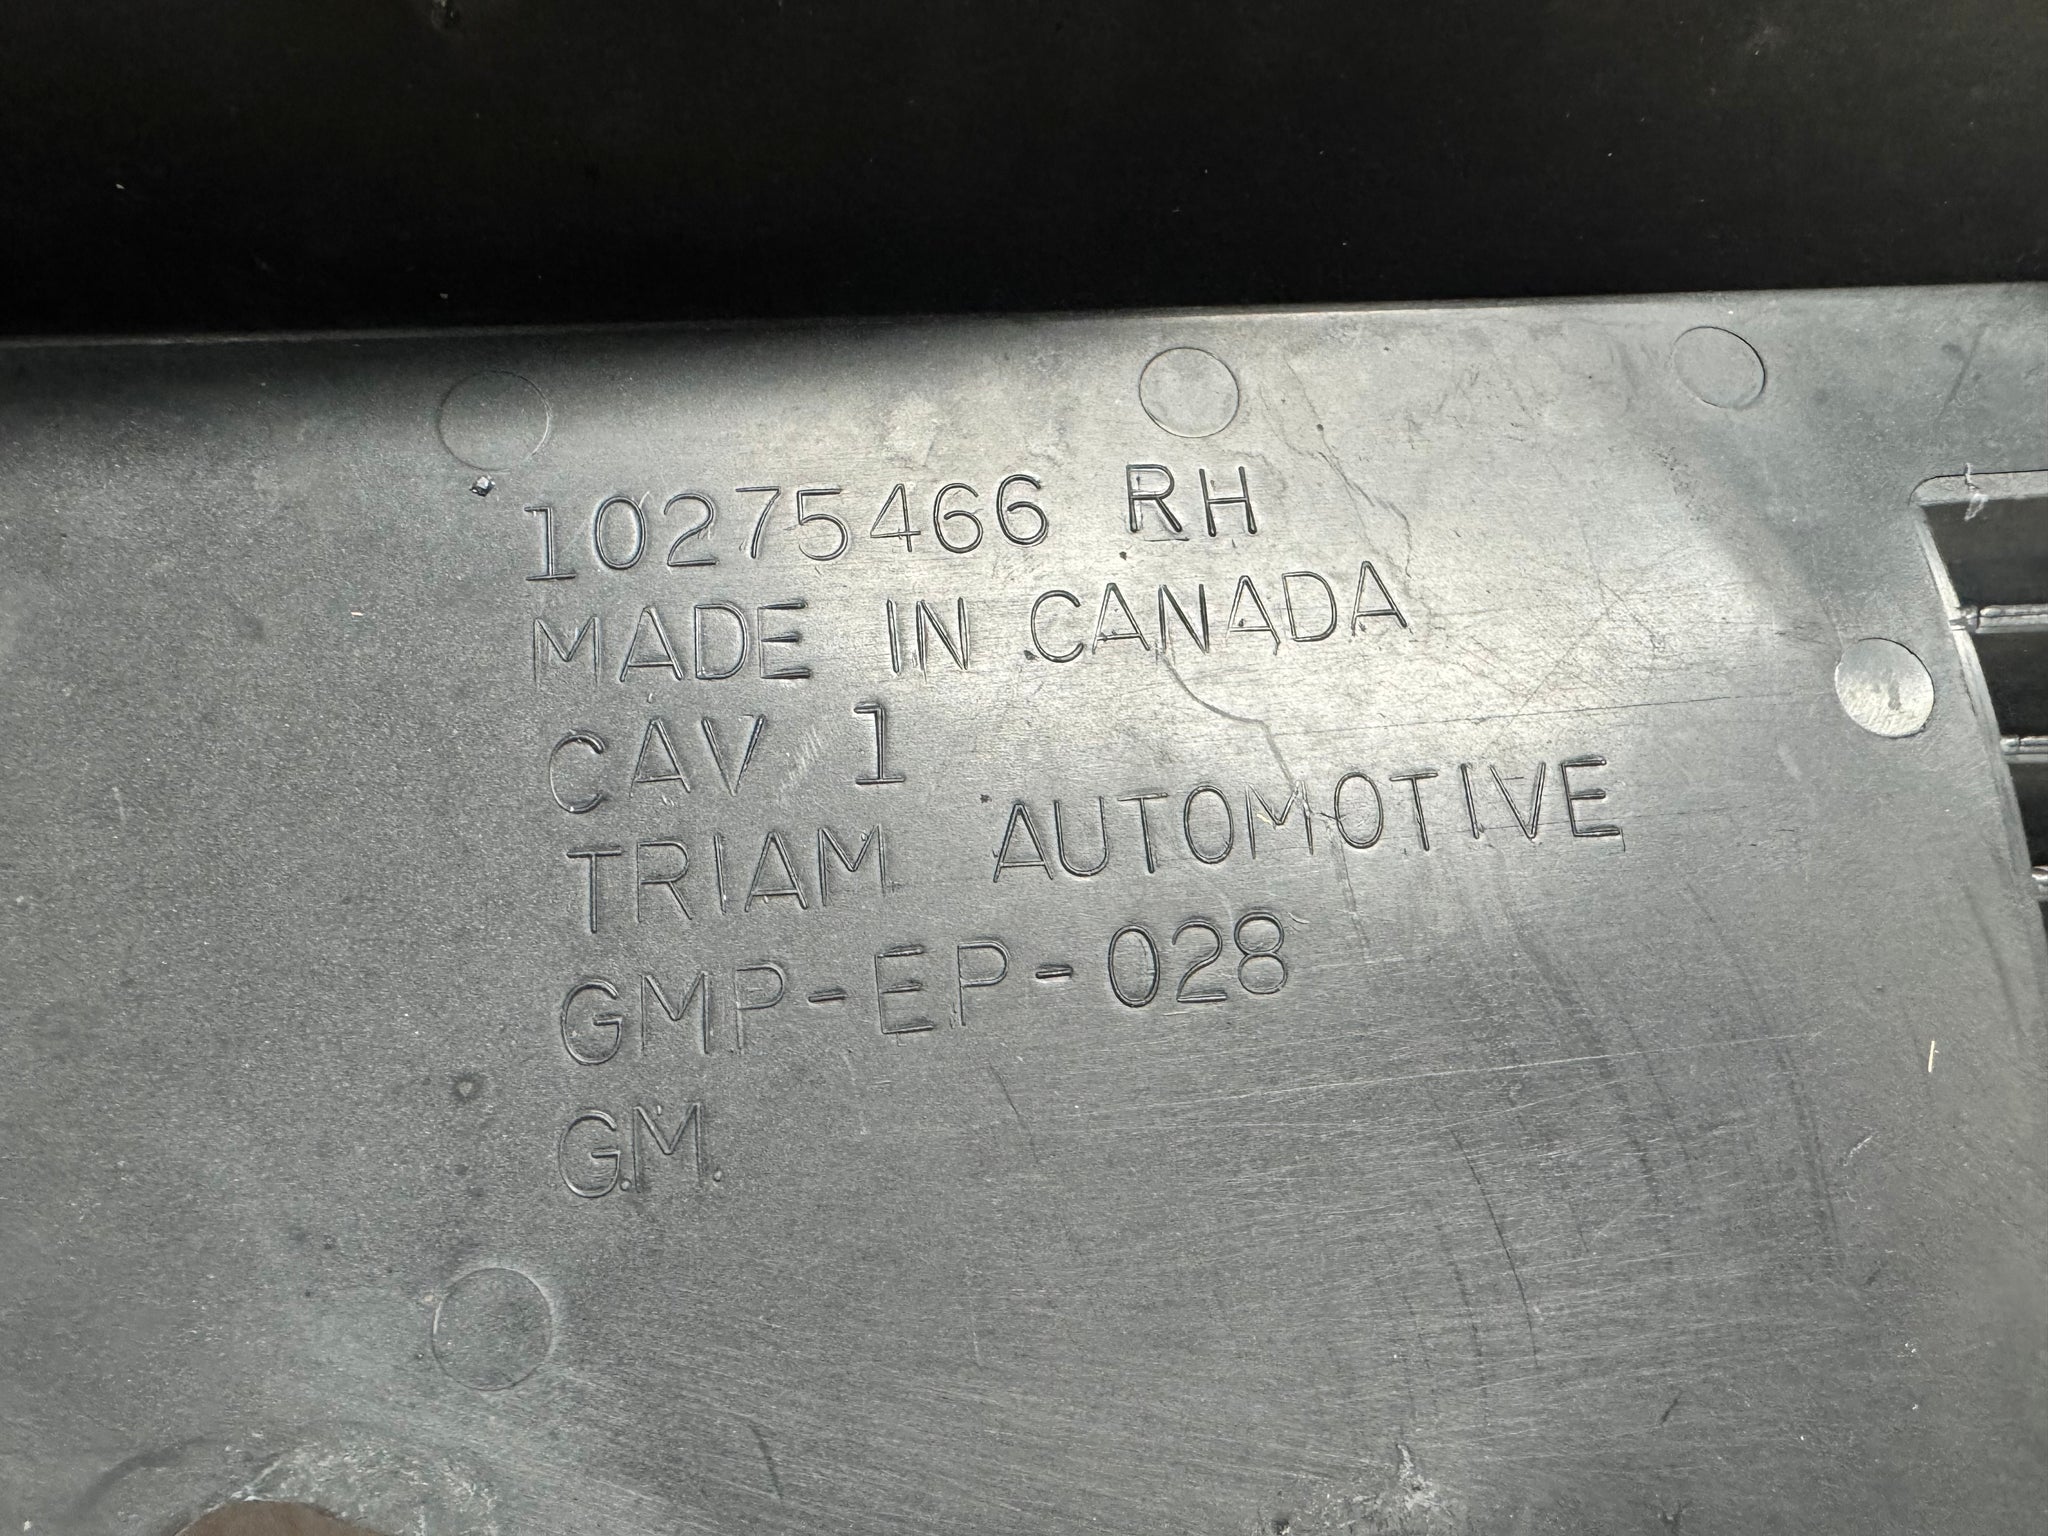 10275466 RH
MADE IN CANADA
CAV 1
TRIAM AUTOMOTIVE
GMP-EP-028
G.M.